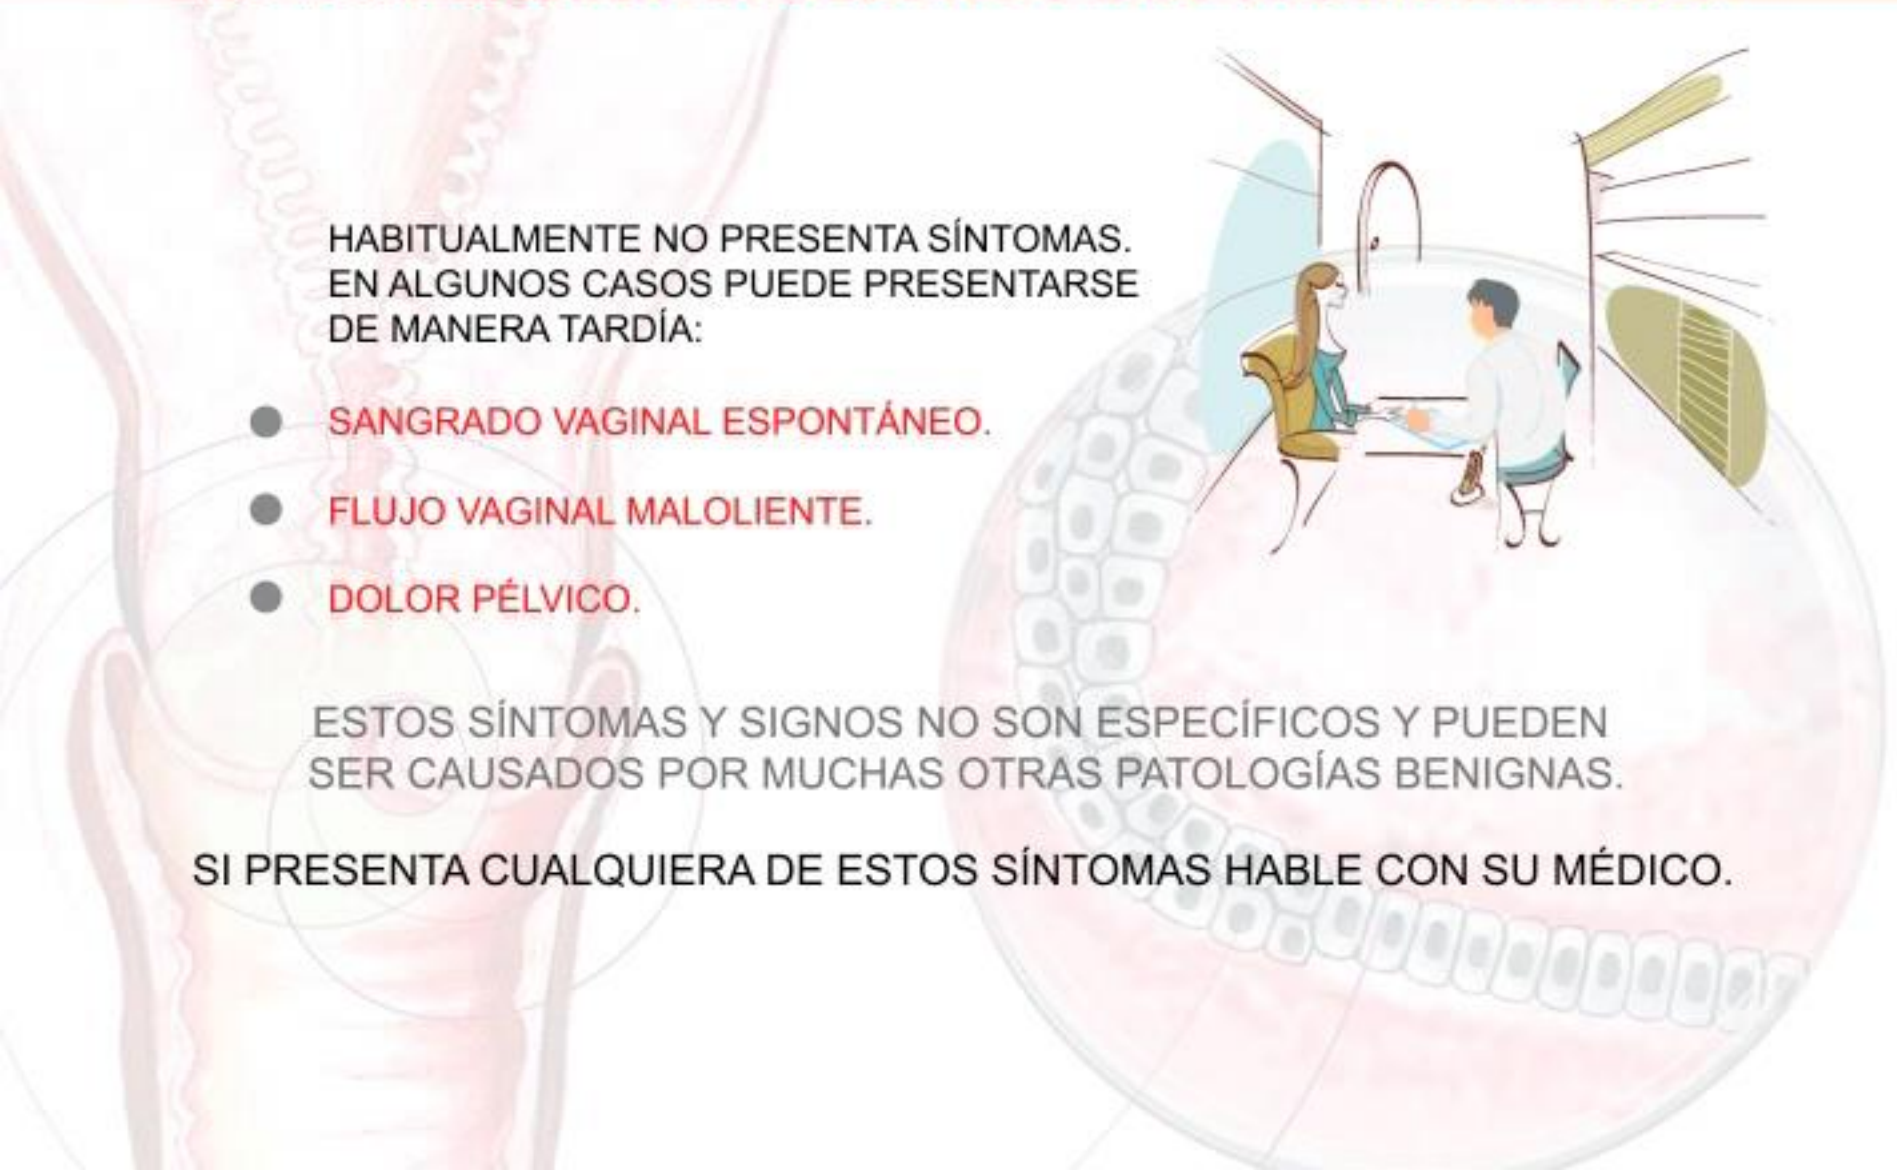 HABITUALMENTE NO PRESENTA SÍNTOMAS.
EN ALGUNOS CASOS PUEDE PRESENTARSE
DE MANERA TARDÍA:
SANGRADO VAGINAL ESPONTÁNEO.
FLUJO VAGINAL MALOLIENTE.
DOLOR PÉLVICO.
ESTOS SÍNTOMAS Y SIGNOS NO SON ESPECÍFICOS Y PUEDEN
SER CAUSADOS POR MUCHAS OTRAS PATOLOGÍAS BENIGNAS.
SI PRESENTA CUALQUIERA DE ESTOS SÍNTOMAS HABLE CON SU MÉDICO.